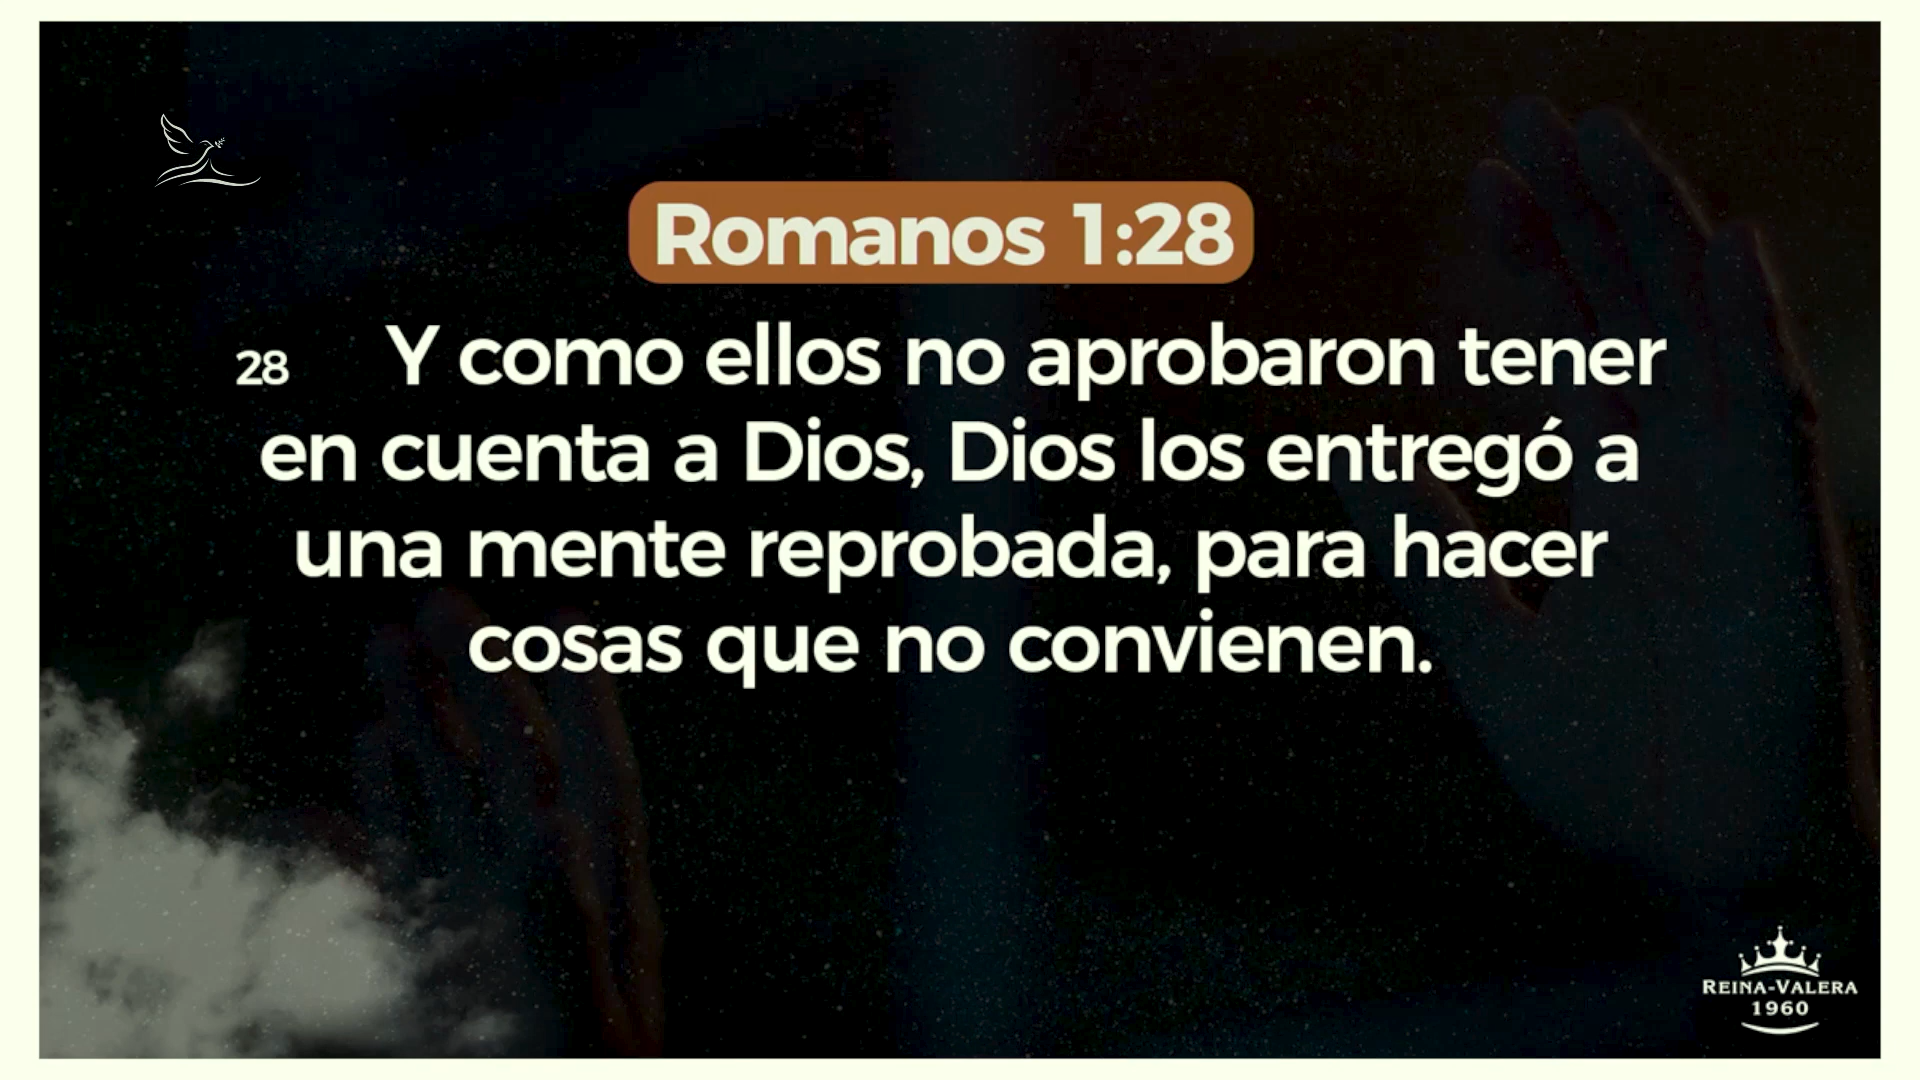 Romanos 1:28
28 Y como ellos no aprobaron tener
en cuenta a Dios, Dios los entregó a
una mente reprobada, para hacer
cosas que no convienen.
REINA-VALERA
1960